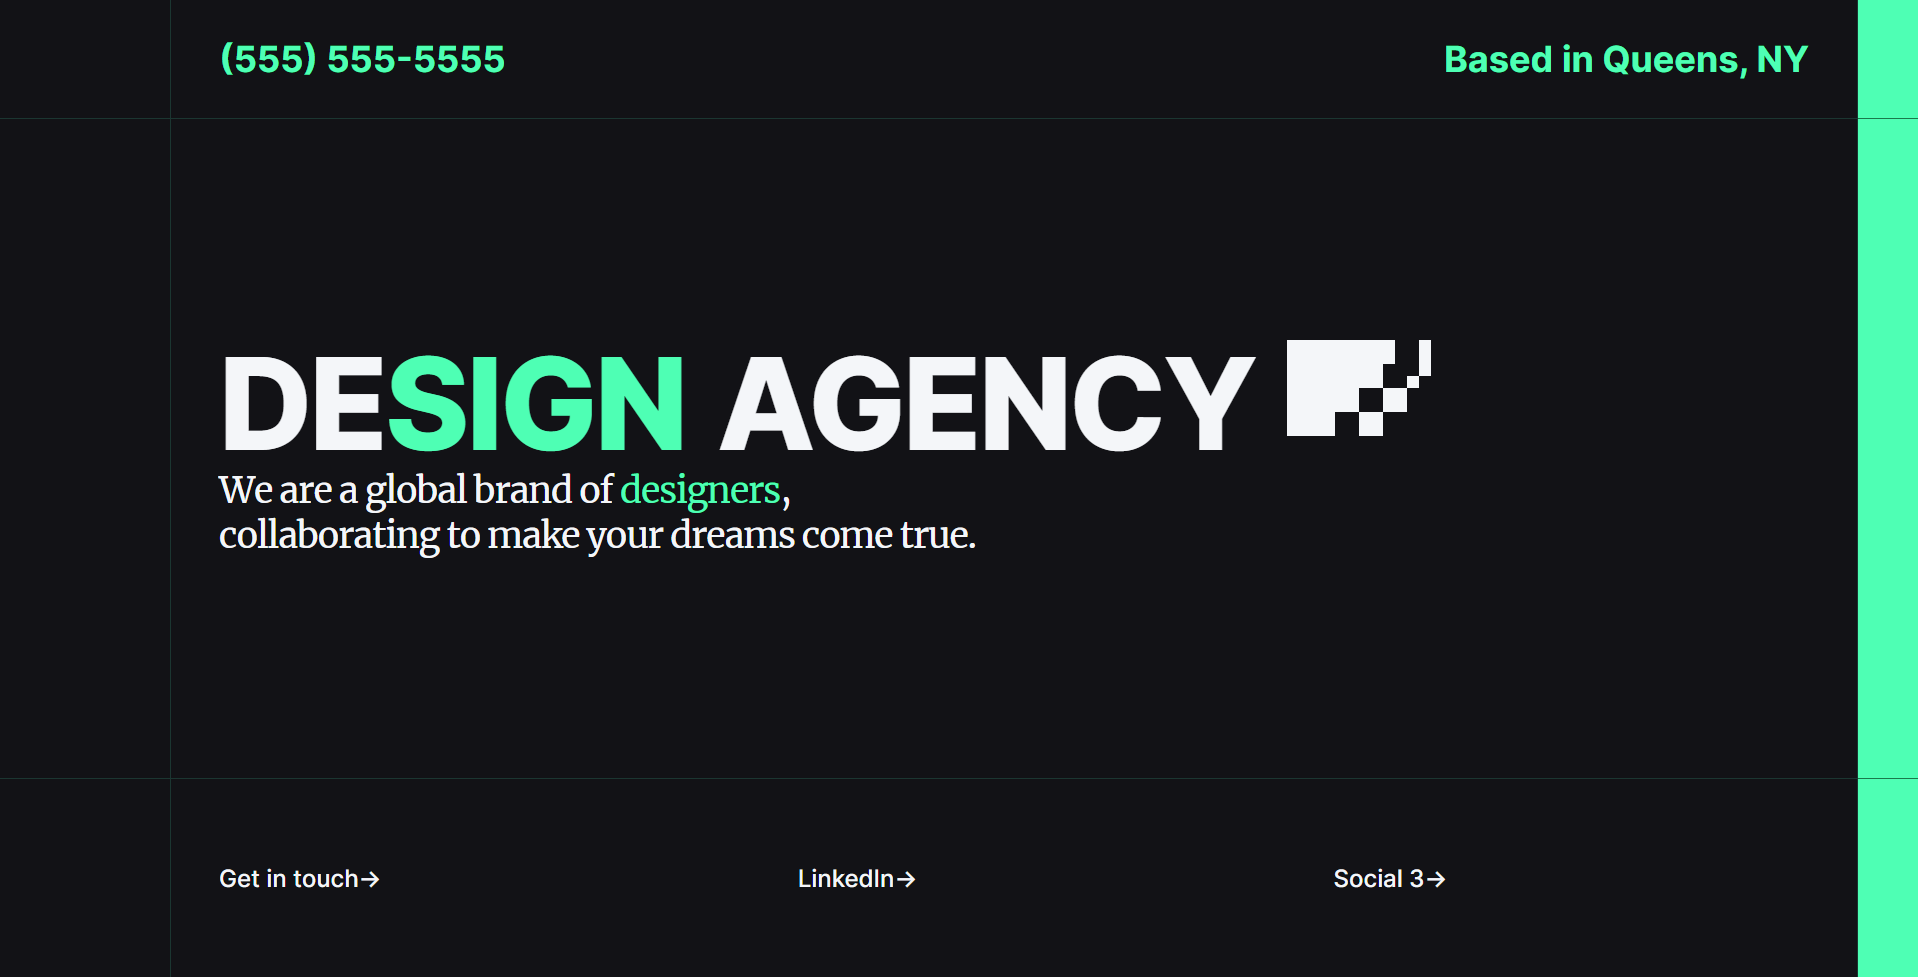 (555) 555-5555
Based in Queens, NY
DESIGN AGENCY
We are a global brand of designers,
collaborating to make your dreams come true.
Get in touch→
LinkedIn→
Social 3→